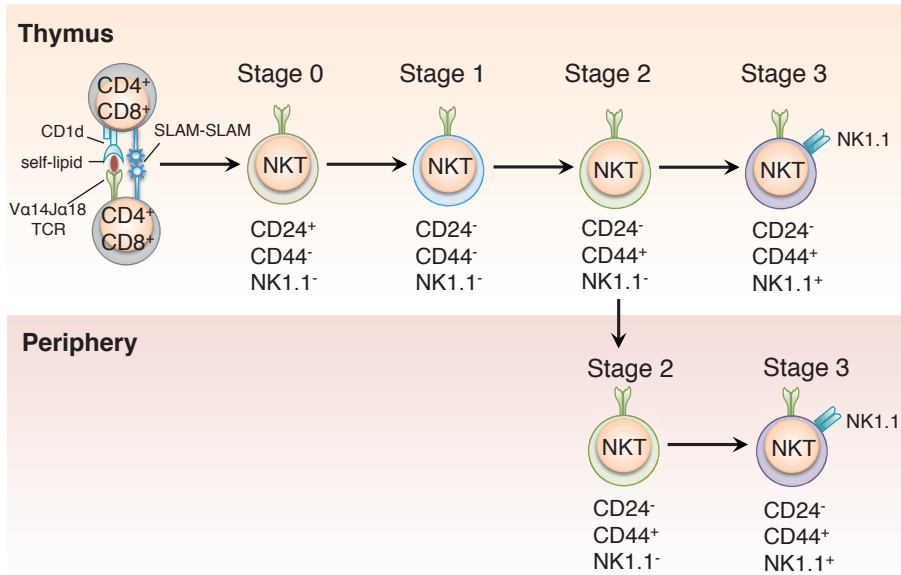 Thymus
Stage 0
Stage 1
Stage 2
Stage 3
CD4⁺
CD8⁺
CD1d
SLAM-SLAM
self-lipid
Vα14Jα18
TCR
CD4⁺
CD8⁺
NKT
NKT
NKT
NKT
NK1.1
CD24⁺
CD44⁻
NK1.1⁻
CD24⁻
CD44⁻
NK1.1⁻
CD24⁻
CD44⁺
NK1.1⁻
CD24⁻
CD44⁺
NK1.1⁺
Periphery
Stage 2
Stage 3
NKT
NKT
NK1.1
CD24⁻
CD44⁺
NK1.1⁻
CD24⁻
CD44⁺
NK1.1⁺